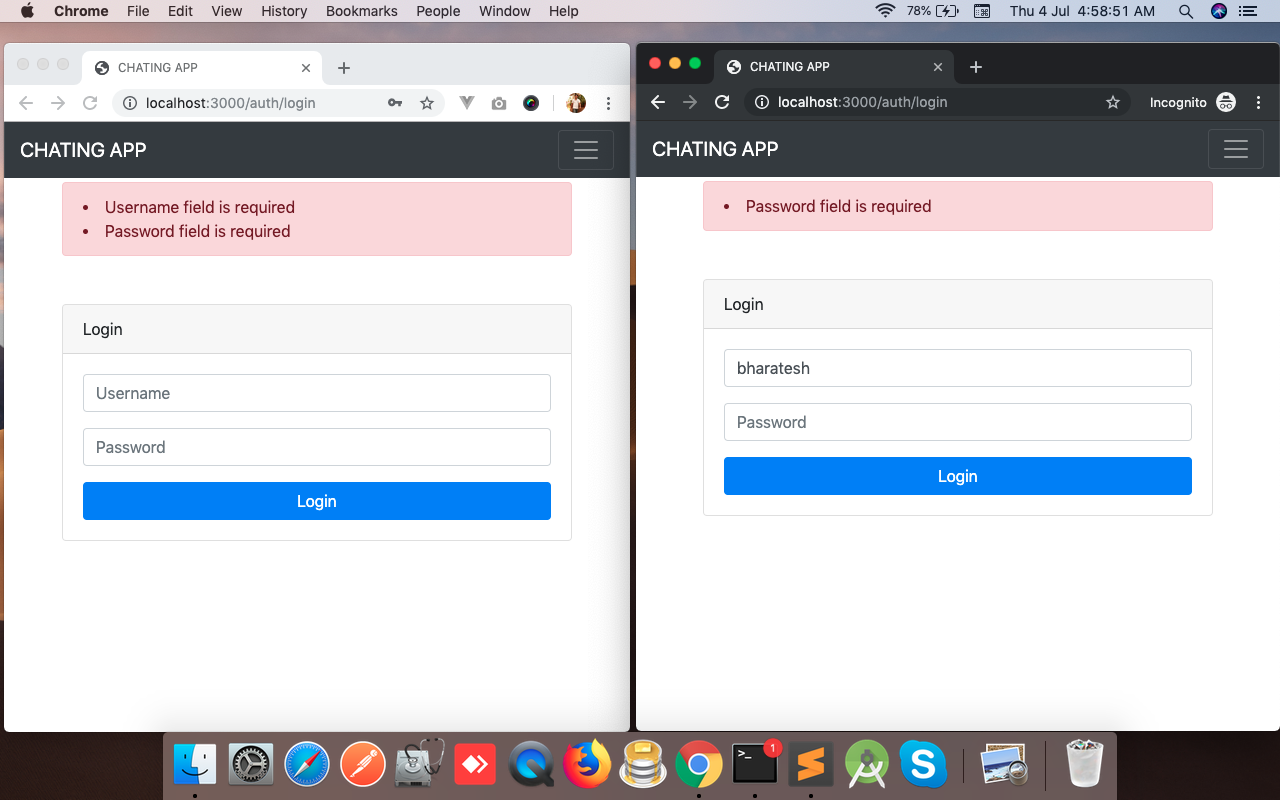 Chrome File Edit View History Bookmarks People Window Help 78% Thu 4 Jul 4:58:51 AM
CHATING APP
localhost:3000/auth/login
CHATING APP
Username field is required
Password field is required
Login
Username
Password
Login
CHATING APP
localhost:3000/auth/login Incognito
CHATING APP
Password field is required
Login
bharatesh
Password
Login
>_ 1
S